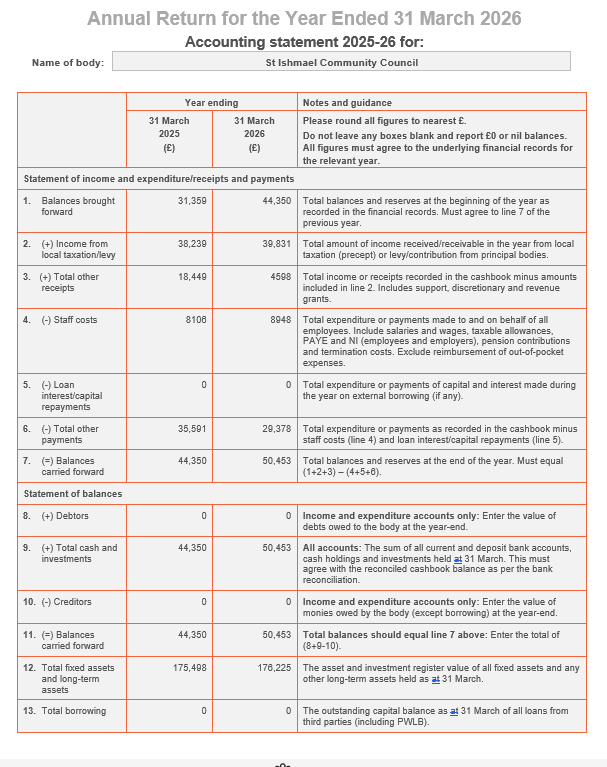 Annual Return for the Year Ended 31 March 2026
Accounting statement 2025-26 for:
Name of body: St Ishmael Community Council
Year ending
Notes and guidance
31 March
2025
(£)
31 March
2026
(£)
Please round all figures to nearest £.
Do not leave any boxes blank and report £0 or nil balances.
All figures must agree to the underlying financial records for
the relevant year.
Statement of income and expenditure/receipts and payments
1. Balances brought
forward
31,359
44,350
Total balances and reserves at the beginning of the year as
recorded in the financial records. Must agree to line 7 of the
previous year.
2. (+) Income from
local taxation/levy
38,239
39,831
Total amount of income received/receivable in the year from local
taxation (precept) or levy/contribution from principal bodies.
3. (+) Total other
receipts
18,449
4598
Total income or receipts recorded in the cashbook minus amounts
included in line 2. Includes support, discretionary and revenue
grants.
4. (-) Staff costs
8106
8948
Total expenditure or payments made to and on behalf of all
employees. Include salaries and wages, taxable allowances,
PAYE and NI (employees and employers), pension contributions
and termination costs. Exclude reimbursement of out-of-pocket
expenses.
5. (-) Loan
interest/capital
repayments
0
0
Total expenditure or payments of capital and interest made during
the year on external borrowing (if any).
6. (-) Total other
payments
35,591
29,378
Total expenditure or payments as recorded in the cashbook minus
staff costs (line 4) and loan interest/capital repayments (line 5).
7. (=) Balances
carried forward
44,350
50,453
Total balances and reserves at the end of the year. Must equal
(1+2+3) – (4+5+6).
Statement of balances
8. (+) Debtors
0
0
Income and expenditure accounts only: Enter the value of
debts owed to the body at the year-end.
9. (+) Total cash and
investments
44,350
50,453
All accounts: The sum of all current and deposit bank accounts,
cash holdings and investments held at 31 March. This must
agree with the reconciled cashbook balance as per the bank
reconciliation.
10. (-) Creditors
0
0
Income and expenditure accounts only: Enter the value of
monies owed by the body (except borrowing) at the year-end.
11. (=) Balances
carried forward
44,350
50,453
Total balances should equal line 7 above: Enter the total of
(8+9-10).
12. Total fixed assets
and long-term
assets
175,498
176,225
The asset and investment register value of all fixed assets and any
other long-term assets held as at 31 March.
13. Total borrowing
0
0
The outstanding capital balance as at 31 March of all loans from
third parties (including PWLB).